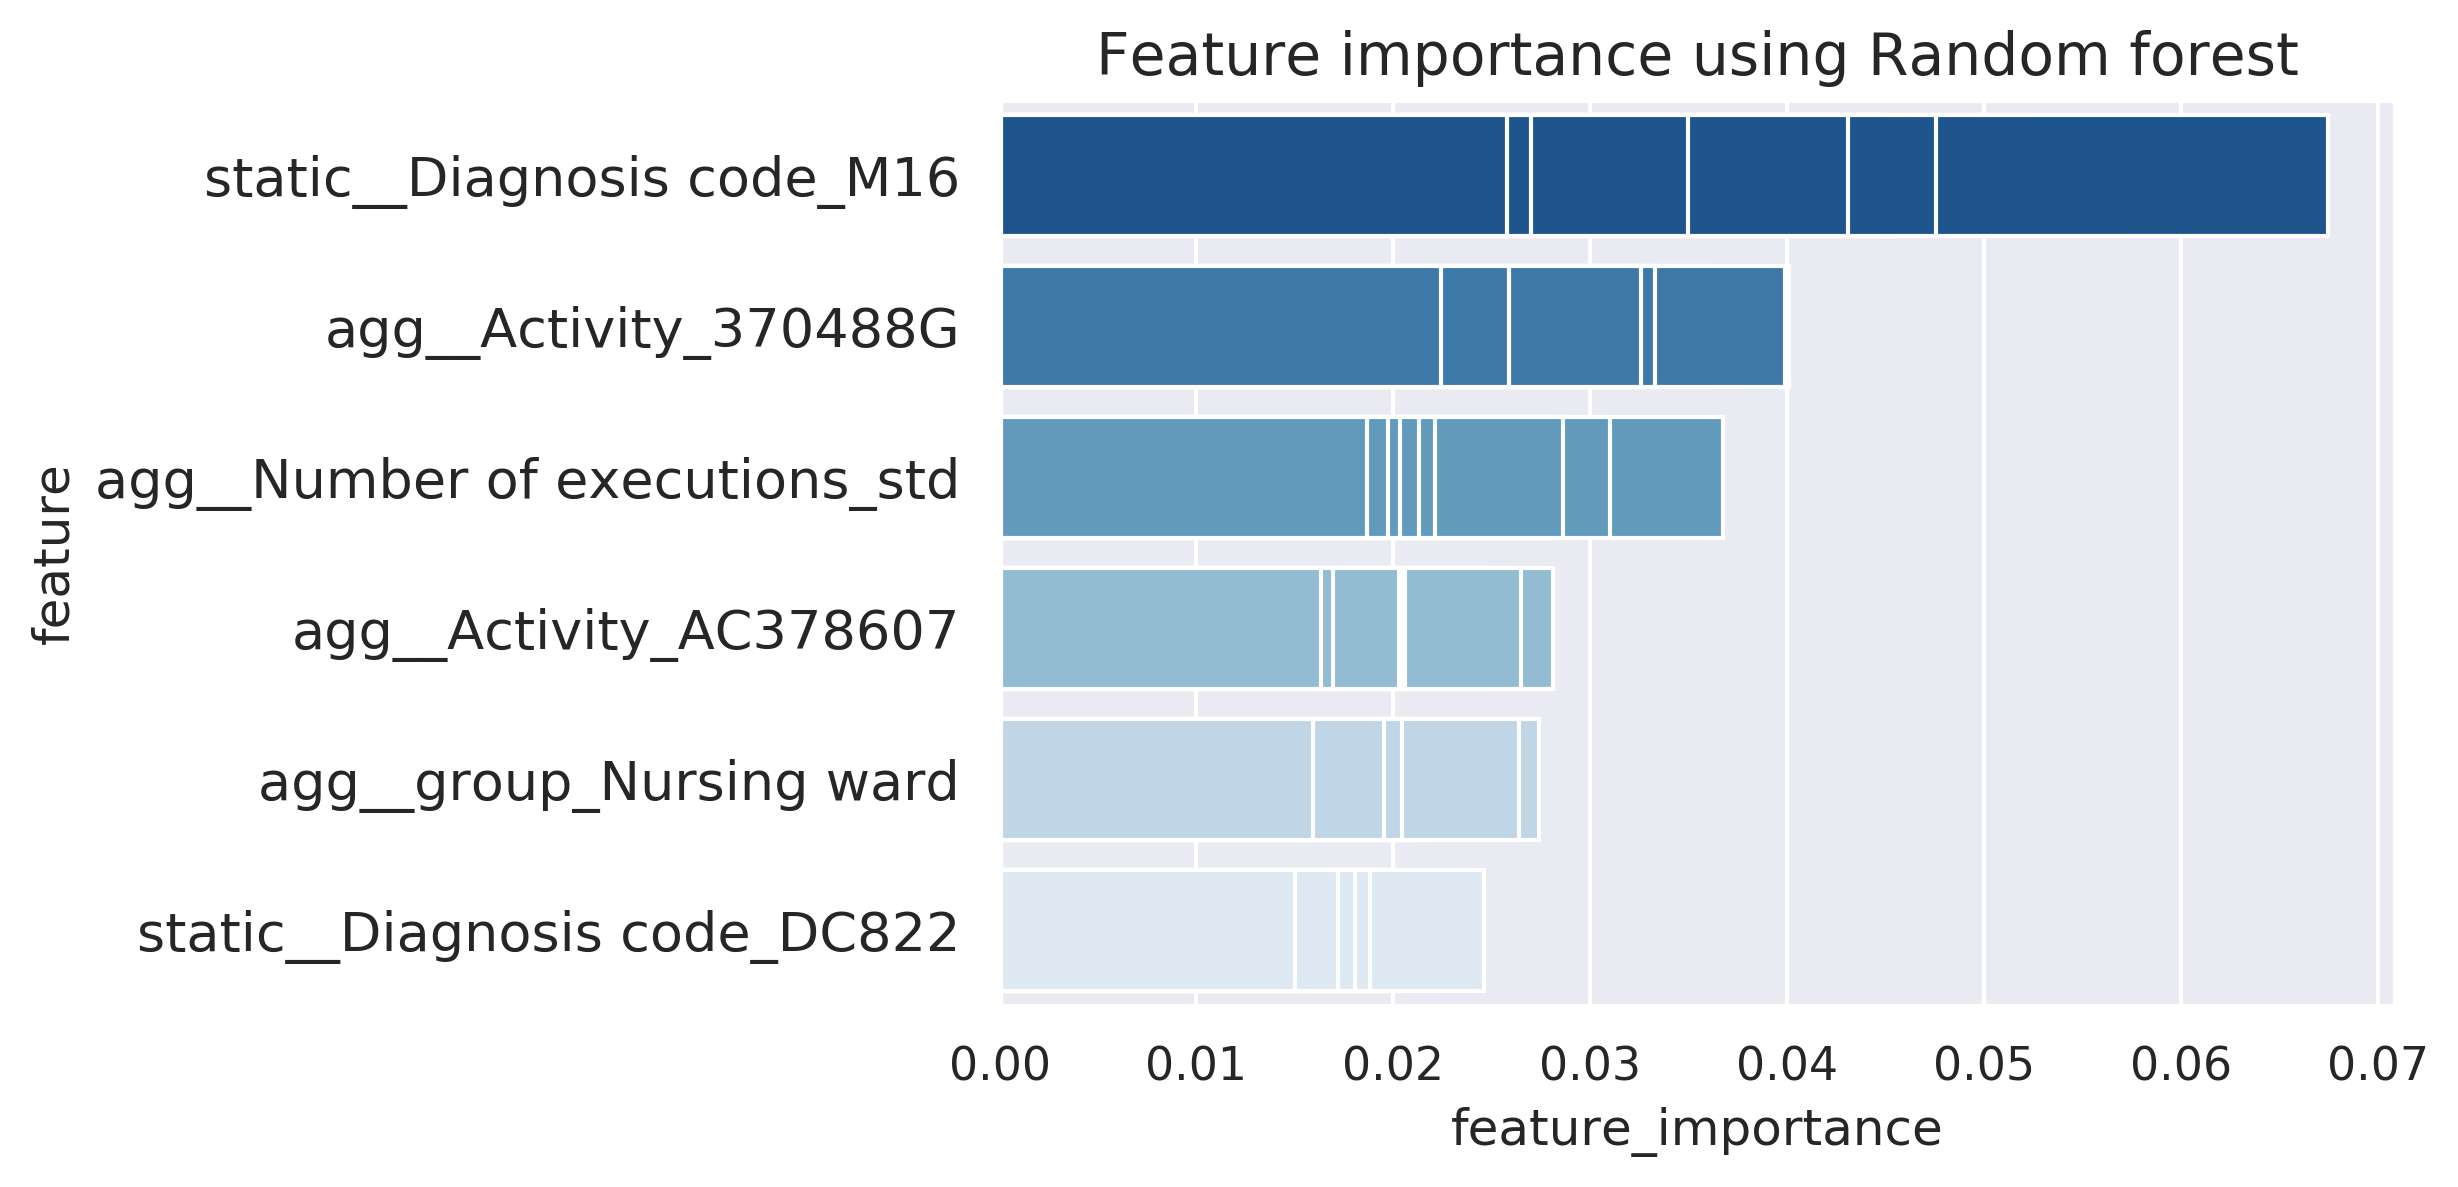 Feature importance using Random forest
static__Diagnosis code_M16
agg__Activity_370488G
agg__Number of executions_std
agg__Activity_AC378607
agg__group_Nursing ward
static__Diagnosis code_DC822
feature
0.00 0.01 0.02 0.03 0.04 0.05 0.06 0.07
feature_importance